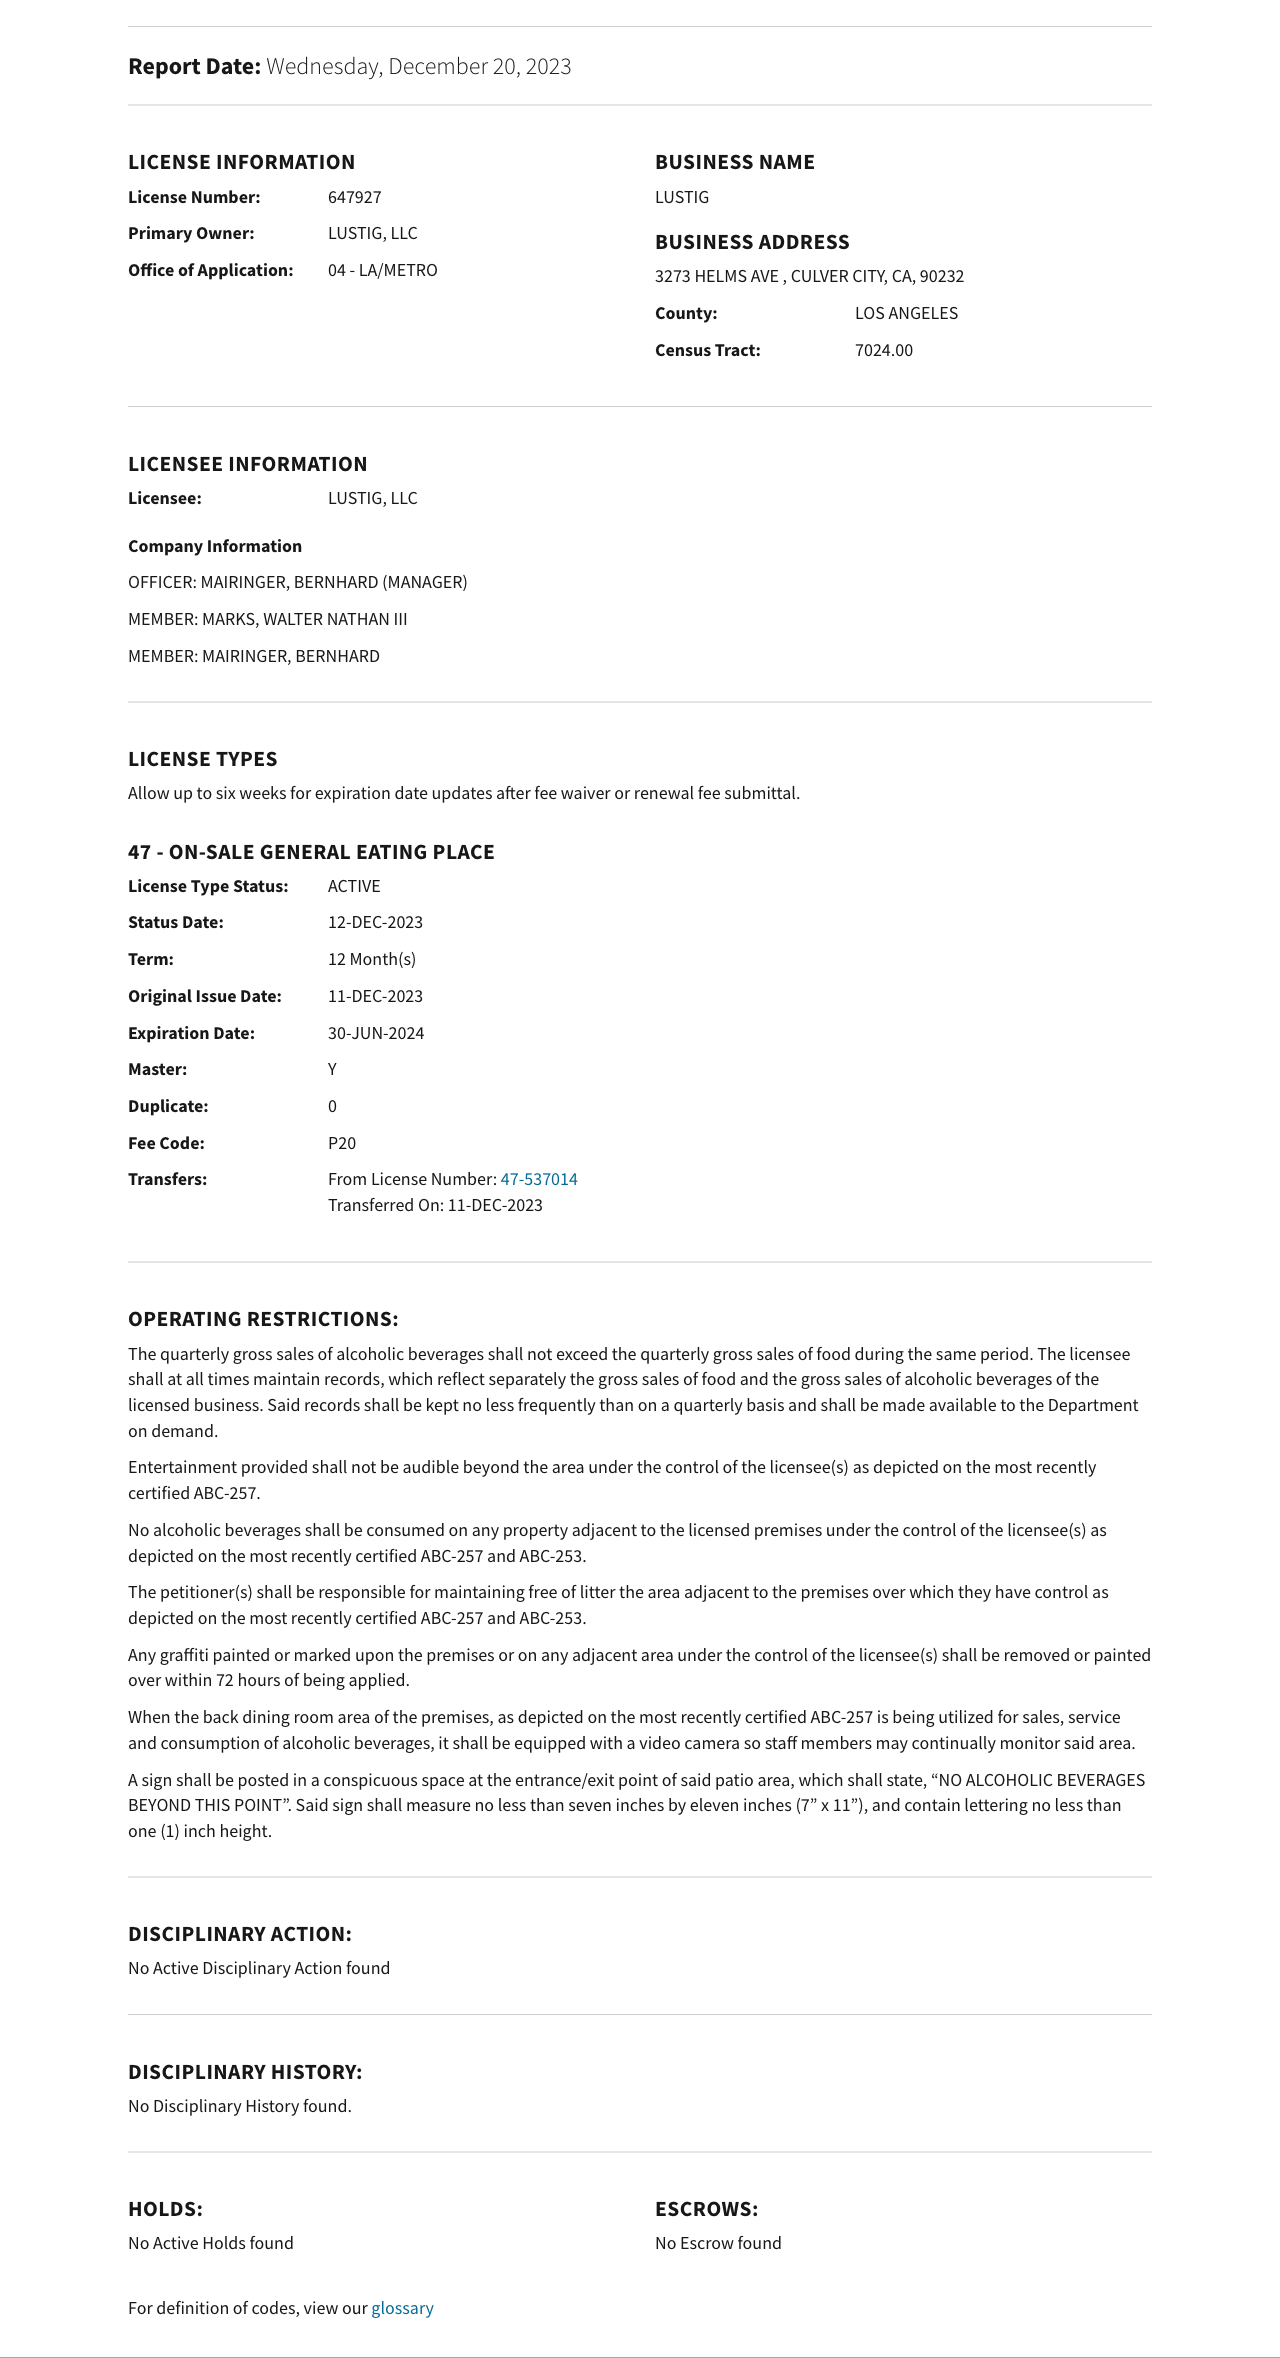 Report Date: Wednesday, December 20, 2023
LICENSE INFORMATION
License Number: 647927
Primary Owner: LUSTIG, LLC
Office of Application: 04 - LA/METRO
BUSINESS NAME
LUSTIG
BUSINESS ADDRESS
3273 HELMS AVE , CULVER CITY, CA, 90232
County: LOS ANGELES
Census Tract: 7024.00
LICENSEE INFORMATION
Licensee: LUSTIG, LLC
Company Information
OFFICER: MAIRINGER, BERNHARD (MANAGER)
MEMBER: MARKS, WALTER NATHAN III
MEMBER: MAIRINGER, BERNHARD
LICENSE TYPES
Allow up to six weeks for expiration date updates after fee waiver or renewal fee submittal.
47 - ON-SALE GENERAL EATING PLACE
License Type Status: ACTIVE
Status Date: 12-DEC-2023
Term: 12 Month(s)
Original Issue Date: 11-DEC-2023
Expiration Date: 30-JUN-2024
Master: Y
Duplicate: 0
Fee Code: P20
Transfers: From License Number: 47-537014
Transferred On: 11-DEC-2023
OPERATING RESTRICTIONS:
The quarterly gross sales of alcoholic beverages shall not exceed the quarterly gross sales of food during the same period. The licensee
shall at all times maintain records, which reflect separately the gross sales of food and the gross sales of alcoholic beverages of the
licensed business. Said records shall be kept no less frequently than on a quarterly basis and shall be made available to the Department
on demand.
Entertainment provided shall not be audible beyond the area under the control of the licensee(s) as depicted on the most recently
certified ABC-257.
No alcoholic beverages shall be consumed on any property adjacent to the licensed premises under the control of the licensee(s) as
depicted on the most recently certified ABC-257 and ABC-253.
The petitioner(s) shall be responsible for maintaining free of litter the area adjacent to the premises over which they have control as
depicted on the most recently certified ABC-257 and ABC-253.
Any graffiti painted or marked upon the premises or on any adjacent area under the control of the licensee(s) shall be removed or painted
over within 72 hours of being applied.
When the back dining room area of the premises, as depicted on the most recently certified ABC-257 is being utilized for sales, service
and consumption of alcoholic beverages, it shall be equipped with a video camera so staff members may continually monitor said area.
A sign shall be posted in a conspicuous space at the entrance/exit point of said patio area, which shall state, “NO ALCOHOLIC BEVERAGES
BEYOND THIS POINT”. Said sign shall measure no less than seven inches by eleven inches (7” x 11”), and contain lettering no less than
one (1) inch height.
DISCIPLINARY ACTION:
No Active Disciplinary Action found
DISCIPLINARY HISTORY:
No Disciplinary History found.
HOLDS:
No Active Holds found
ESCROWS:
No Escrow found
For definition of codes, view our glossary